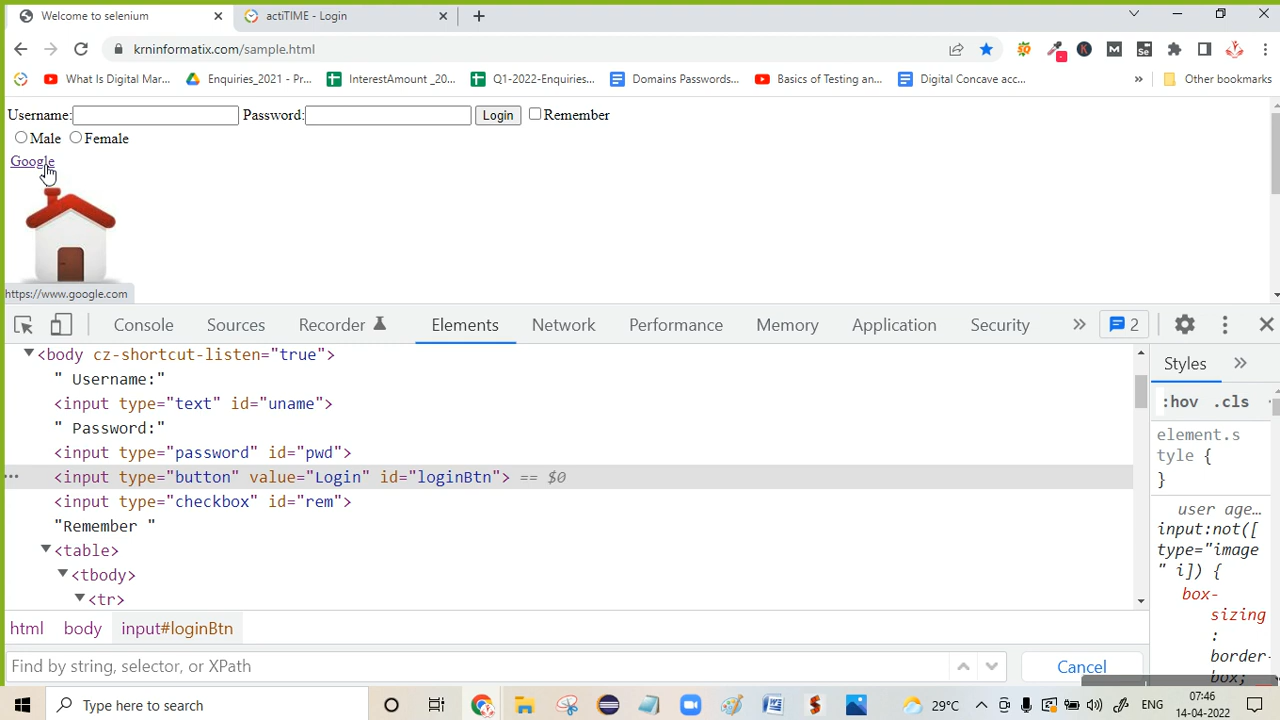 Welcome to selenium
actiTIME - Login
krninformatix.com/sample.html
What Is Digital Mar...
Enquiries_2021 - Pr...
InterestAmount _20...
Q1-2022-Enquiries...
Domains Passwords...
Basics of Testing an...
Digital Concave acc...
»
Other bookmarks
Username: Password: Login Remember
Male Female
Google
https://www.google.com
Console Sources Recorder Elements Network Performance Memory Application Security » 2
<body cz-shortcut-listen="true">
" Username:"
<input type="text" id="uname">
" Password:"
<input type="password" id="pwd">
... <input type="button" value="Login" id="loginBtn"> == $0
<input type="checkbox" id="rem">
"Remember "
<table>
<tbody>
<tr>
html body input#loginBtn
Find by string, selector, or XPath
Cancel
Styles »
:hov .cls
element.s
tyle {
}
user age…
input:not([
type="image
" i]) {
box-
sizing
:
border-
box;
Type here to search
29°C
ENG
07:46
14-04-2022